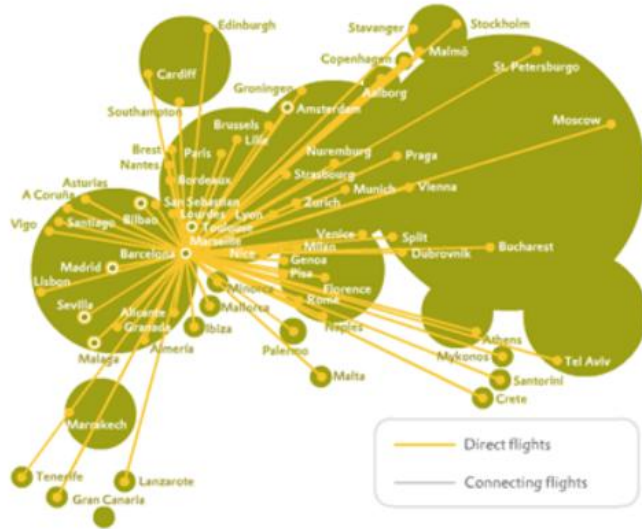 Edinburgh
Stavanger
Stockholm
Copenhagen
Malmö
St. Petersburgo
Cardiff
Groningen
Aalborg
Southampton
Amsterdam
Moscow
Brussels
Lille
Brest
Paris
Nuremburg
Praga
Nantes
Strasbourg
Bordeaux
Munich
Vienna
Asturias
A Coruña
San Sebastian
Zurich
Bilbao
Lourdes
Lyon
Vigo
Santiago
Toulouse
Venice
Split
Marseille
Milan
Bucharest
Barcelona
Nice
Dubrovnik
Madrid
Genoa
Pisa
Lisbon
Minorca
Florence
Mallorca
Rome
Sevilla
Alicante
Granada
Ibiza
Naples
Malaga
Almería
Palermo
Athens
Mykonos
Tel Aviv
Malta
Santorini
Crete
Marrakech
Direct flights
Tenerife
Lanzarote
Connecting flights
Gran Canaria